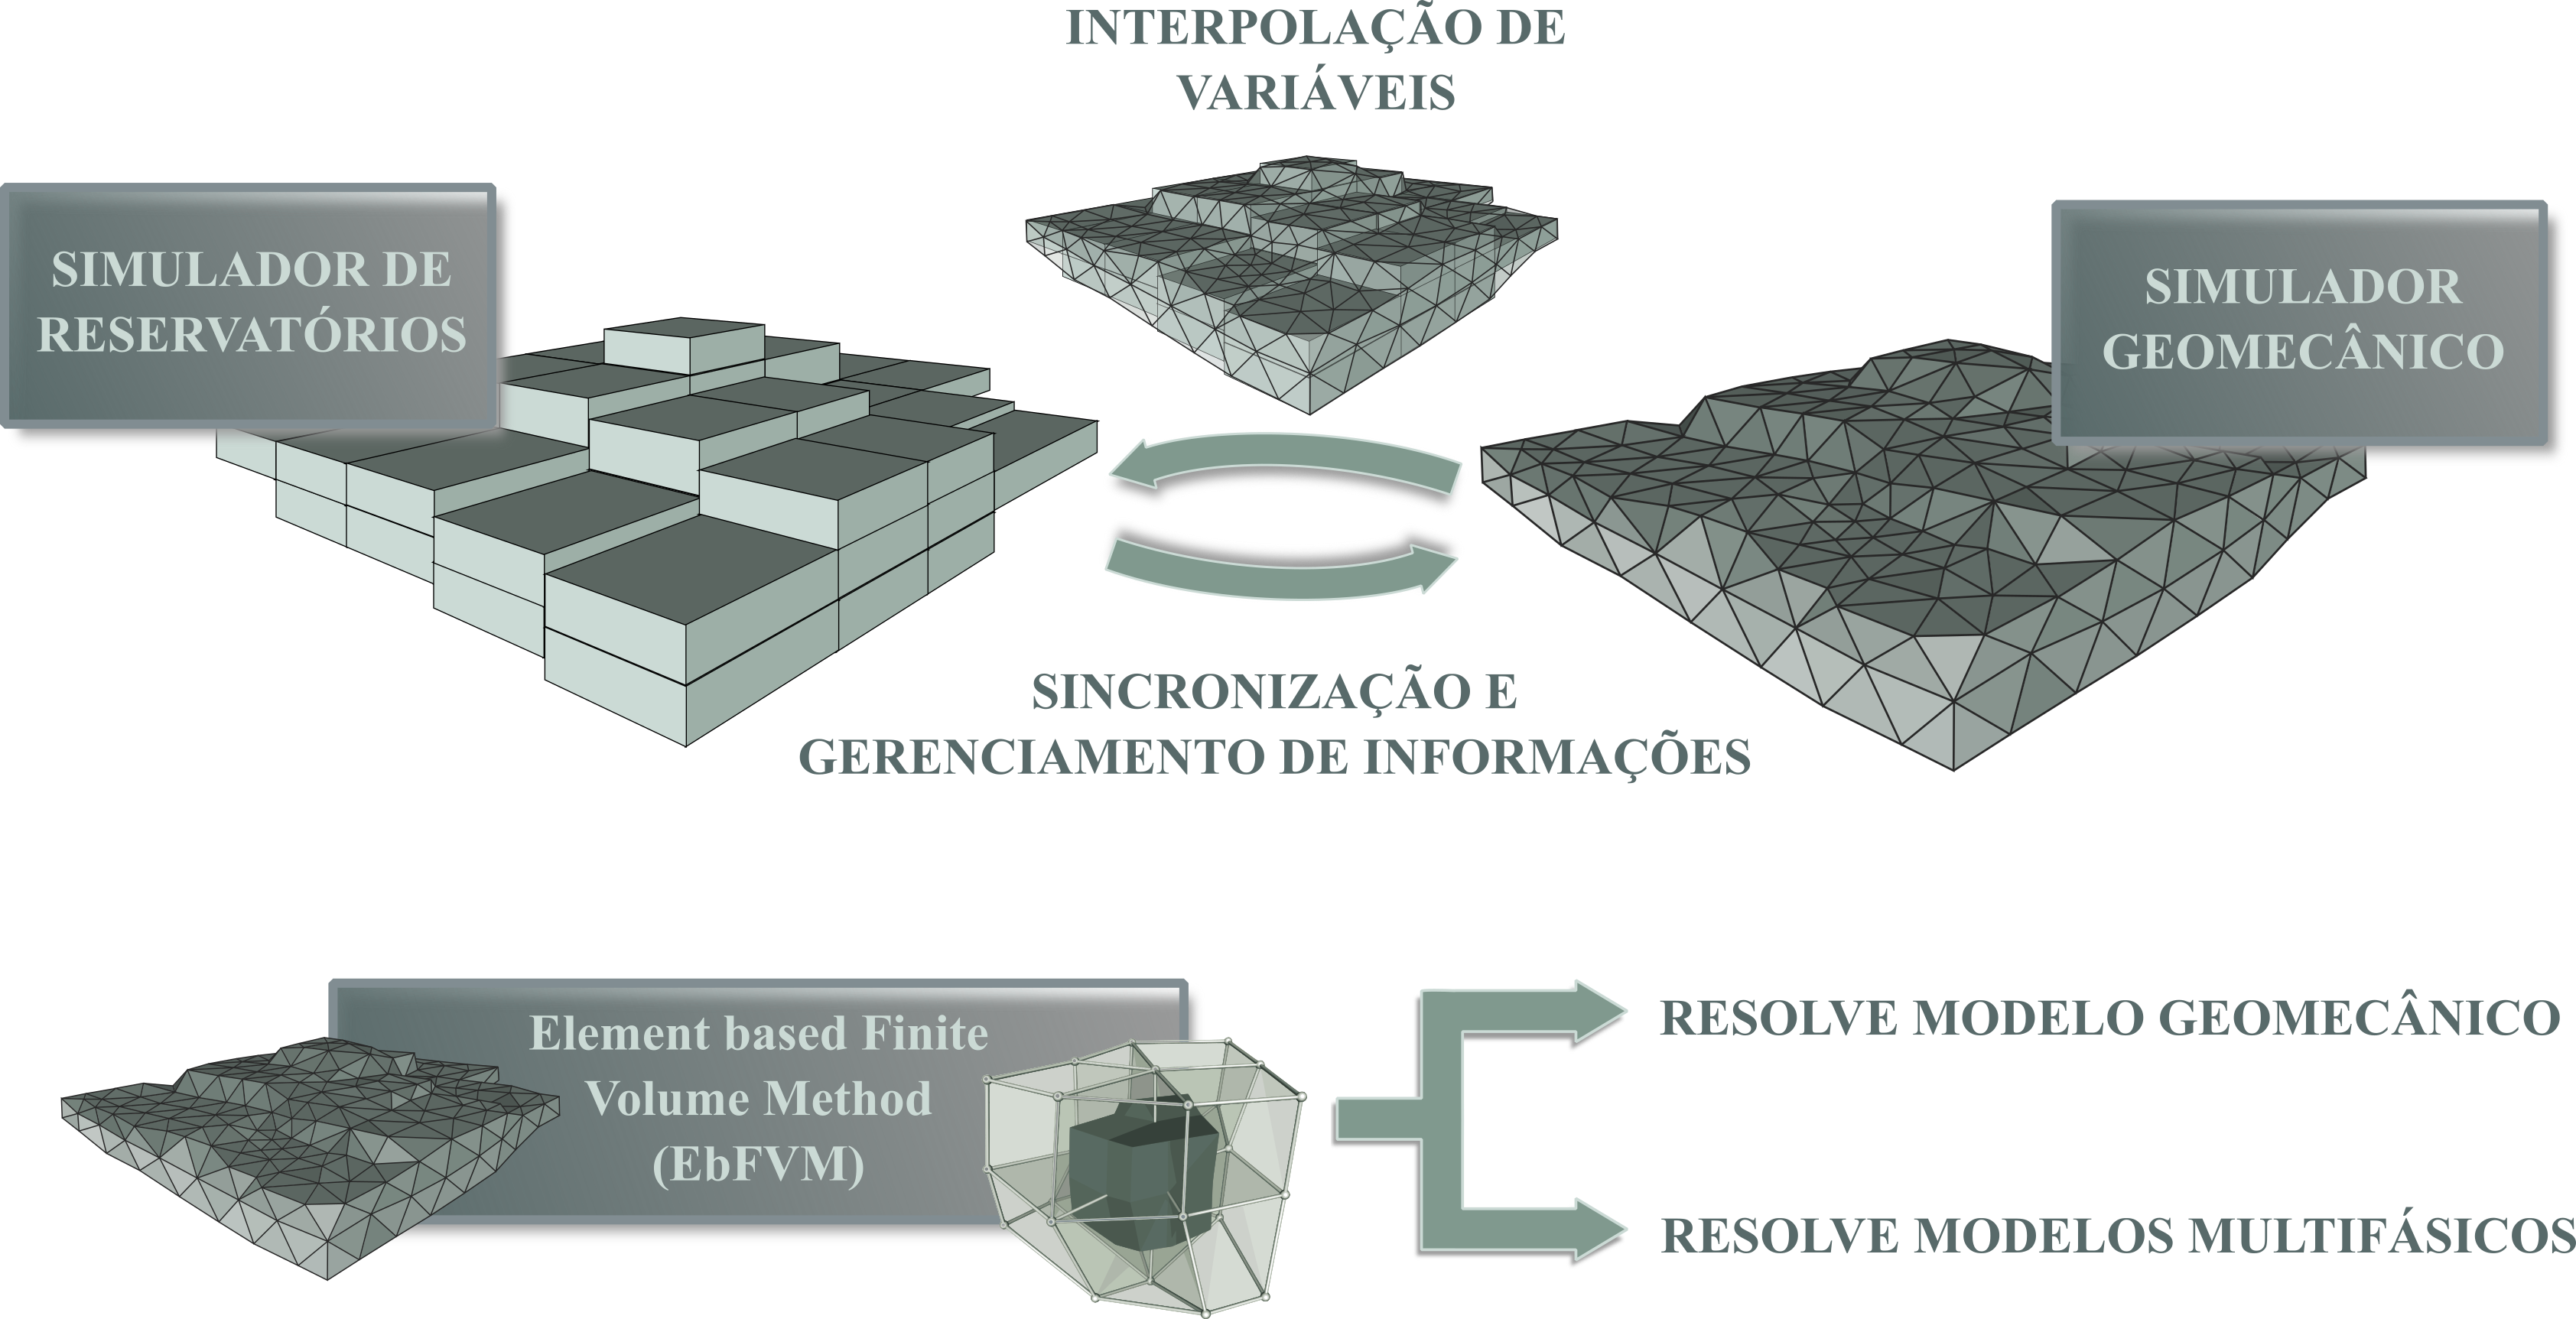 INTERPOLAÇÃO DE
VARIÁVEIS
SIMULADOR DE
RESERVATÓRIOS
SIMULADOR
GEOMECÂNICO
SINCRONIZAÇÃO E
GERENCIAMENTO DE INFORMAÇÕES
Element based Finite
Volume Method
(EbFVM)
RESOLVE MODELO GEOMECÂNICO
RESOLVE MODELOS MULTIFÁSICOS